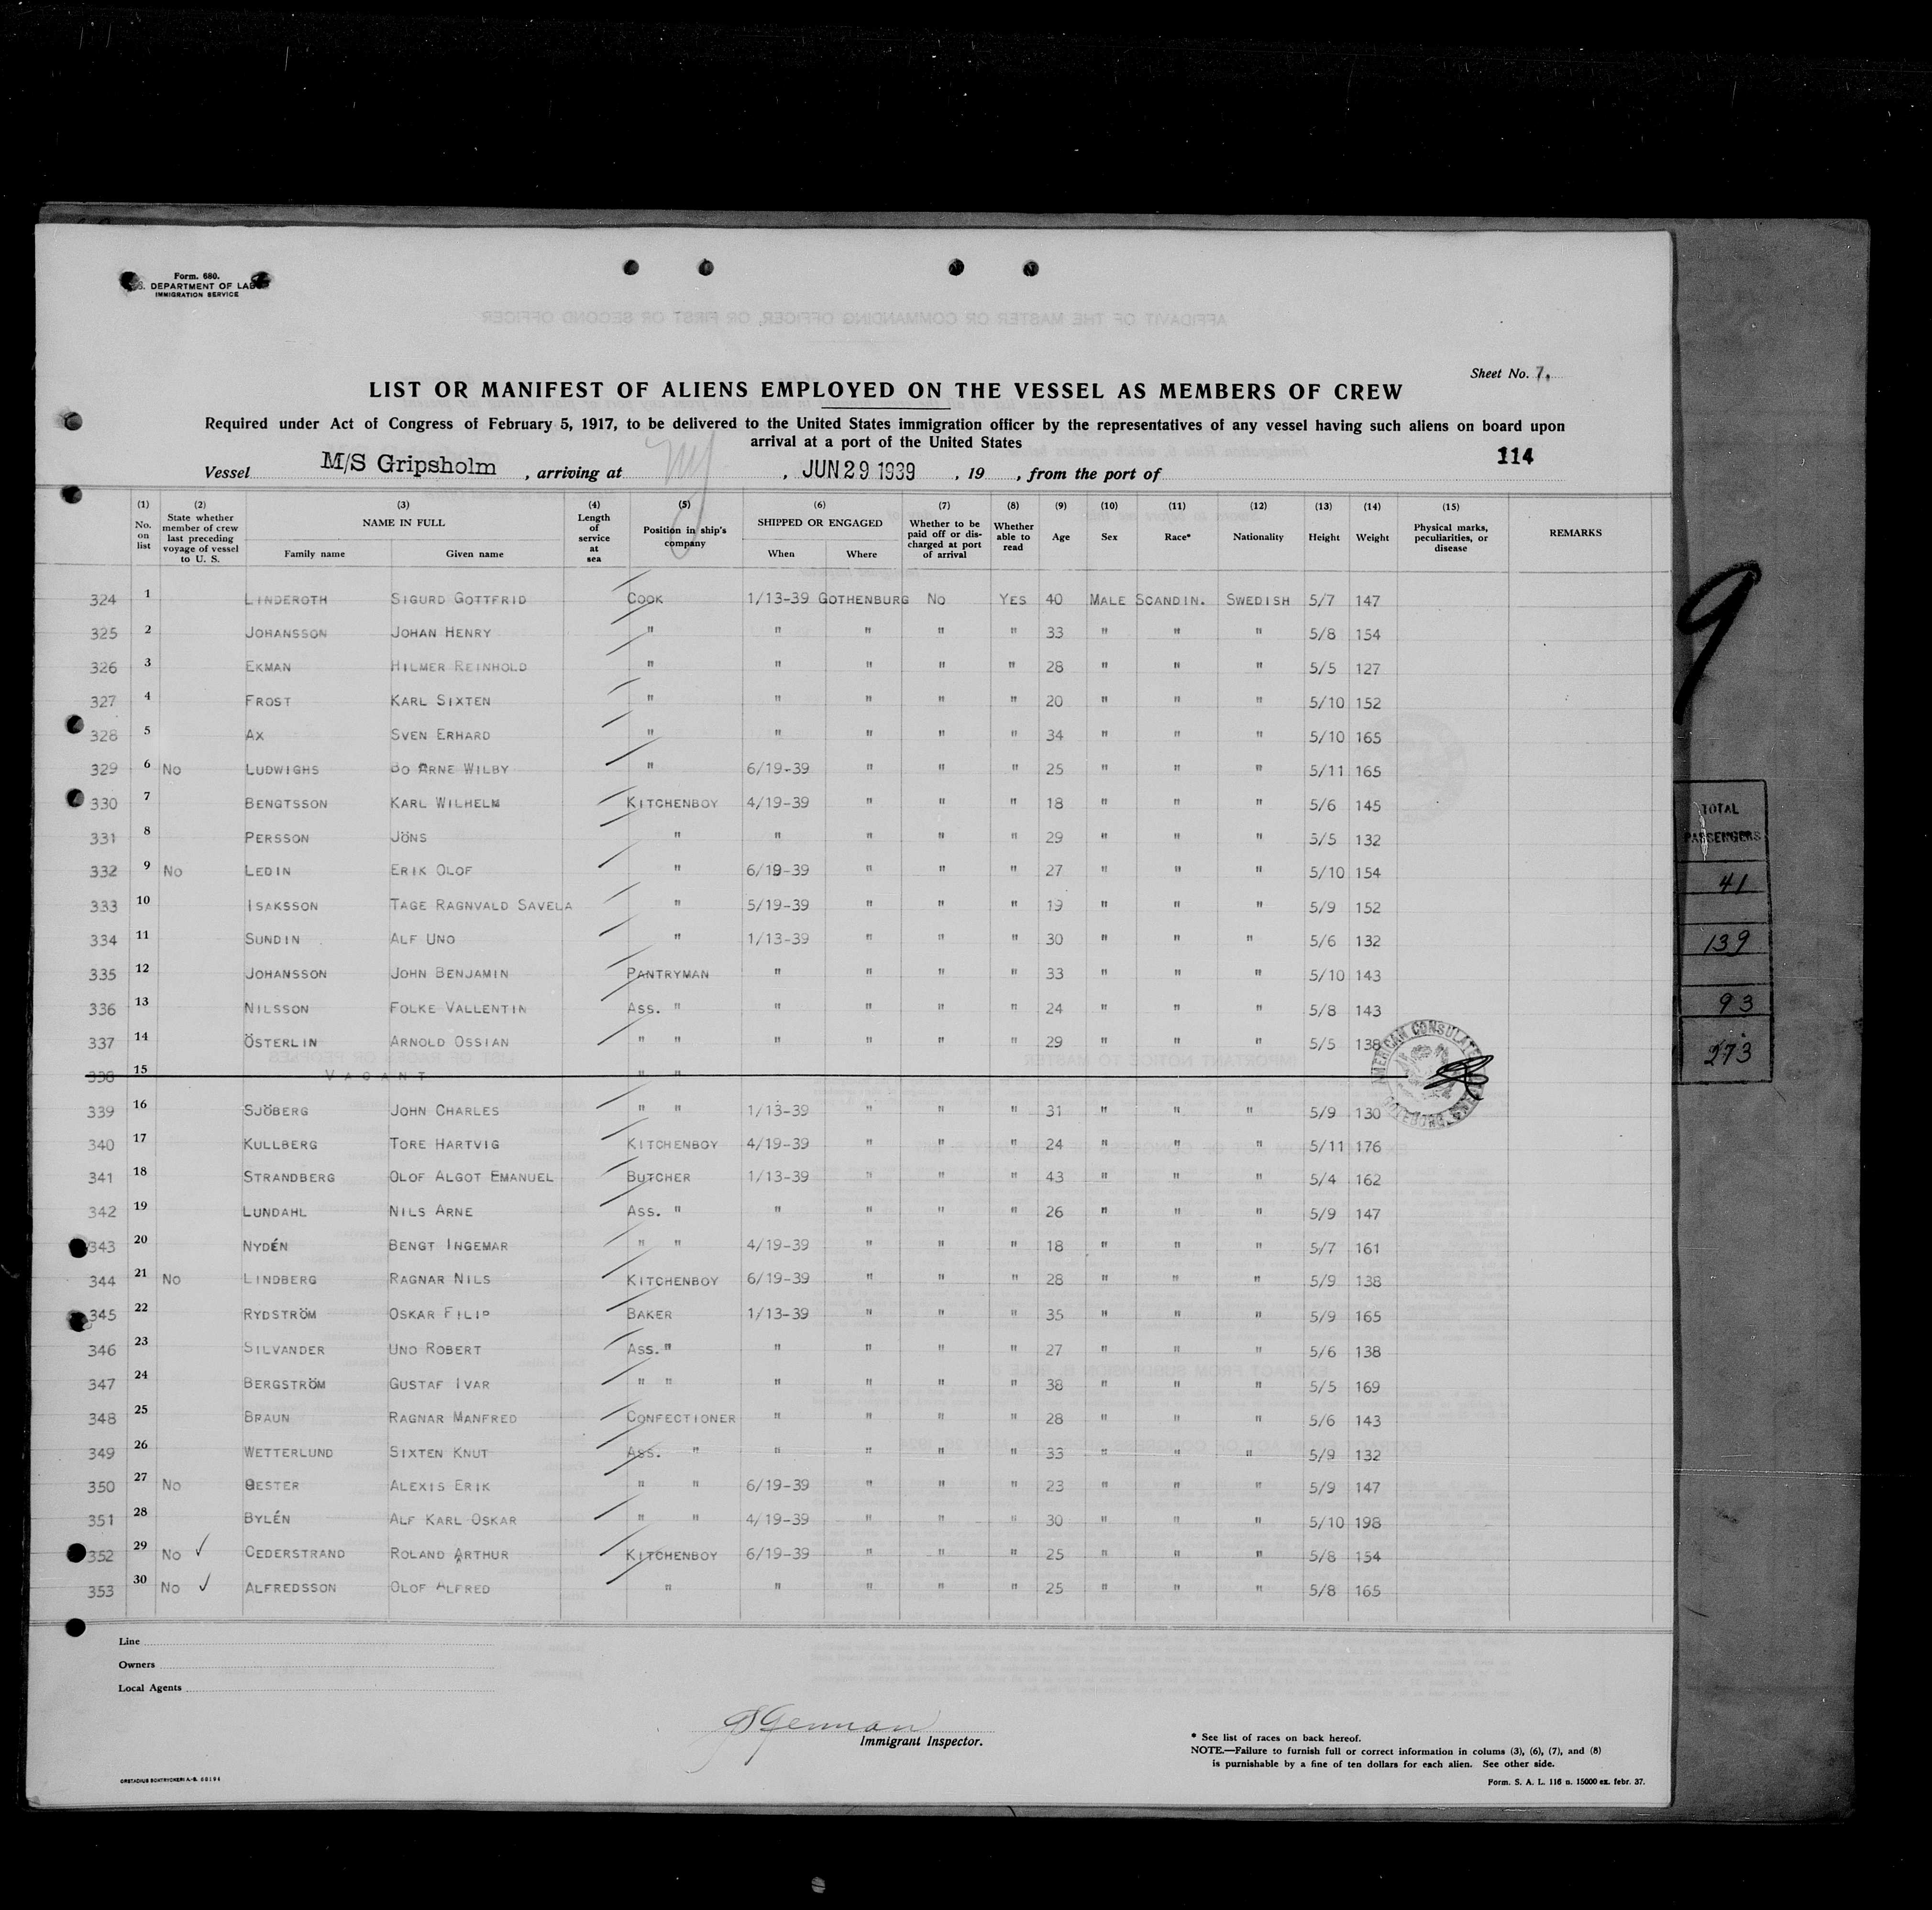 Form. 680.
S. DEPARTMENT OF LAB
IMMIGRATION SERVICE
AFFIDAVIT OF THE MASTER OR COMMANDING OFFICER, OR FIRST OR SECOND OFFICER
Sheet No. 7.
LIST OR MANIFEST OF ALIENS EMPLOYED ON THE VESSEL AS MEMBERS OF CREW
Required under Act of Congress of February 5, 1917, to be delivered to the United States immigration officer by the representatives of any vessel having such aliens on board upon
arrival at a port of the United States
114
Vessel M/S Gripsholm, arriving at NY, JUN 29 1939, 19 , from the port of
(1) No. on list (2) State whether member of crew last preceding voyage of vessel to U. S. (3) NAME IN FULL Family name Given name (4) Length of service at sea (5) Position in ship's company (6) SHIPPED OR ENGAGED When Where (7) Whether to be paid off or discharged at port of arrival (8) Whether able to read (9) Age (10) Sex (11) Race* (12) Nationality (13) Height (14) Weight (15) Physical marks, peculiarities, or disease REMARKS
324 1 LINDEROTH SIGURD GOTTFRID COOK 1/13-39 GOTHENBURG NO YES 40 MALE SCANDIN. SWEDISH 5/7 147
325 2 JOHANSSON JOHAN HENRY " " " " " 33 " " " 5/8 154
326 3 EKMAN HILMER REINHOLD " " " " " 28 " " " 5/5 127
327 4 FROST KARL SIXTEN " " " " " 20 " " " 5/10 152
328 5 AX SVEN ERHARD " " " " " 34 " " " 5/10 165
329 6 NO LUDWIGHS BO ARNE WILBY " 6/19-39 " " " 25 " " " 5/11 165
330 7 BENGTSSON KARL WILHELM KITCHENBOY 4/19-39 " " " 18 " " " 5/6 145
331 8 PERSSON JÖNS " " " " " 29 " " " 5/5 132
332 9 NO LEDIN ERIK OLOF " 6/19-39 " " " 27 " " " 5/10 154
333 10 ISAKSSON TAGE RAGNVALD SAVELA " 5/19-39 " " " 19 " " " 5/9 152
334 11 SUNDIN ALF UNO " 1/13-39 " " " 30 " " " 5/6 132
335 12 JOHANSSON JOHN BENJAMIN PANTRYMAN " " " " 33 " " " 5/10 143
336 13 NILSSON FOLKE VALLENTIN ASS. " " " " " 24 " " " 5/8 143
337 14 ÖSTERLIN ARNOLD OSSIAN " " " " " " 29 " " " 5/5 138
338 15 VACANT " "
339 16 SJÖBERG JOHN CHARLES " " 1/13-39 " " " 31 " " " 5/9 130
340 17 KULLBERG TORE HARTVIG KITCHENBOY 4/19-39 " " " 24 " " " 5/11 176
341 18 STRANDBERG OLOF ALGOT EMANUEL BUTCHER 1/13-39 " " " 43 " " " 5/4 162
342 19 LUNDAHL NILS ARNE ASS. " " " " " 26 " " " 5/9 147
343 20 NYDÉN BENGT INGEMAR " " 4/19-39 " " " 18 " " " 5/7 161
344 21 NO LINDBERG RAGNAR NILS KITCHENBOY 6/19-39 " " " 28 " " " 5/9 138
345 22 RYDSTRÖM OSKAR FILIP BAKER 1/13-39 " " " 35 " " " 5/9 165
346 23 SILVANDER UNO ROBERT ASS. " " " " " 27 " " " 5/6 138
347 24 BERGSTRÖM GUSTAF IVAR " " " " " " 38 " " " 5/5 169
348 25 BRAUN RAGNAR MANFRED CONFECTIONER " " " " 28 " " " 5/6 143
349 26 WETTERLUND SIXTEN KNUT ASS. " " " " " 33 " " " 5/9 132
350 27 NO OESTER ALEXIS ERIK " " 6/19-39 " " " 23 " " " 5/9 147
351 28 BYLÉN ALF KARL OSKAR " " 4/19-39 " " " 30 " " " 5/10 198
352 29 NO CEDERSTRAND ROLAND ARTHUR KITCHENBOY 6/19-39 " " " 25 " " " 5/8 154
353 30 NO ALFREDSSON OLOF ALFRED " " " " " 25 " " " 5/8 165
AMERICAN CONSULATE GÖTEBORG
9
TOTAL
PASSENGERS
41
139
93
273
Line
Owners
Local Agents
Immigrant Inspector.
* See list of races on back hereof.
NOTE.—Failure to furnish full or correct information in colums (3), (6), (7), and (8)
is purnishable by a fine of ten dollars for each alien. See other side.
ORSTADIUS BOKTRYCKERI A.-B. 60194
Form. S. A. L. 116 n. 15000 ex. febr. 37.